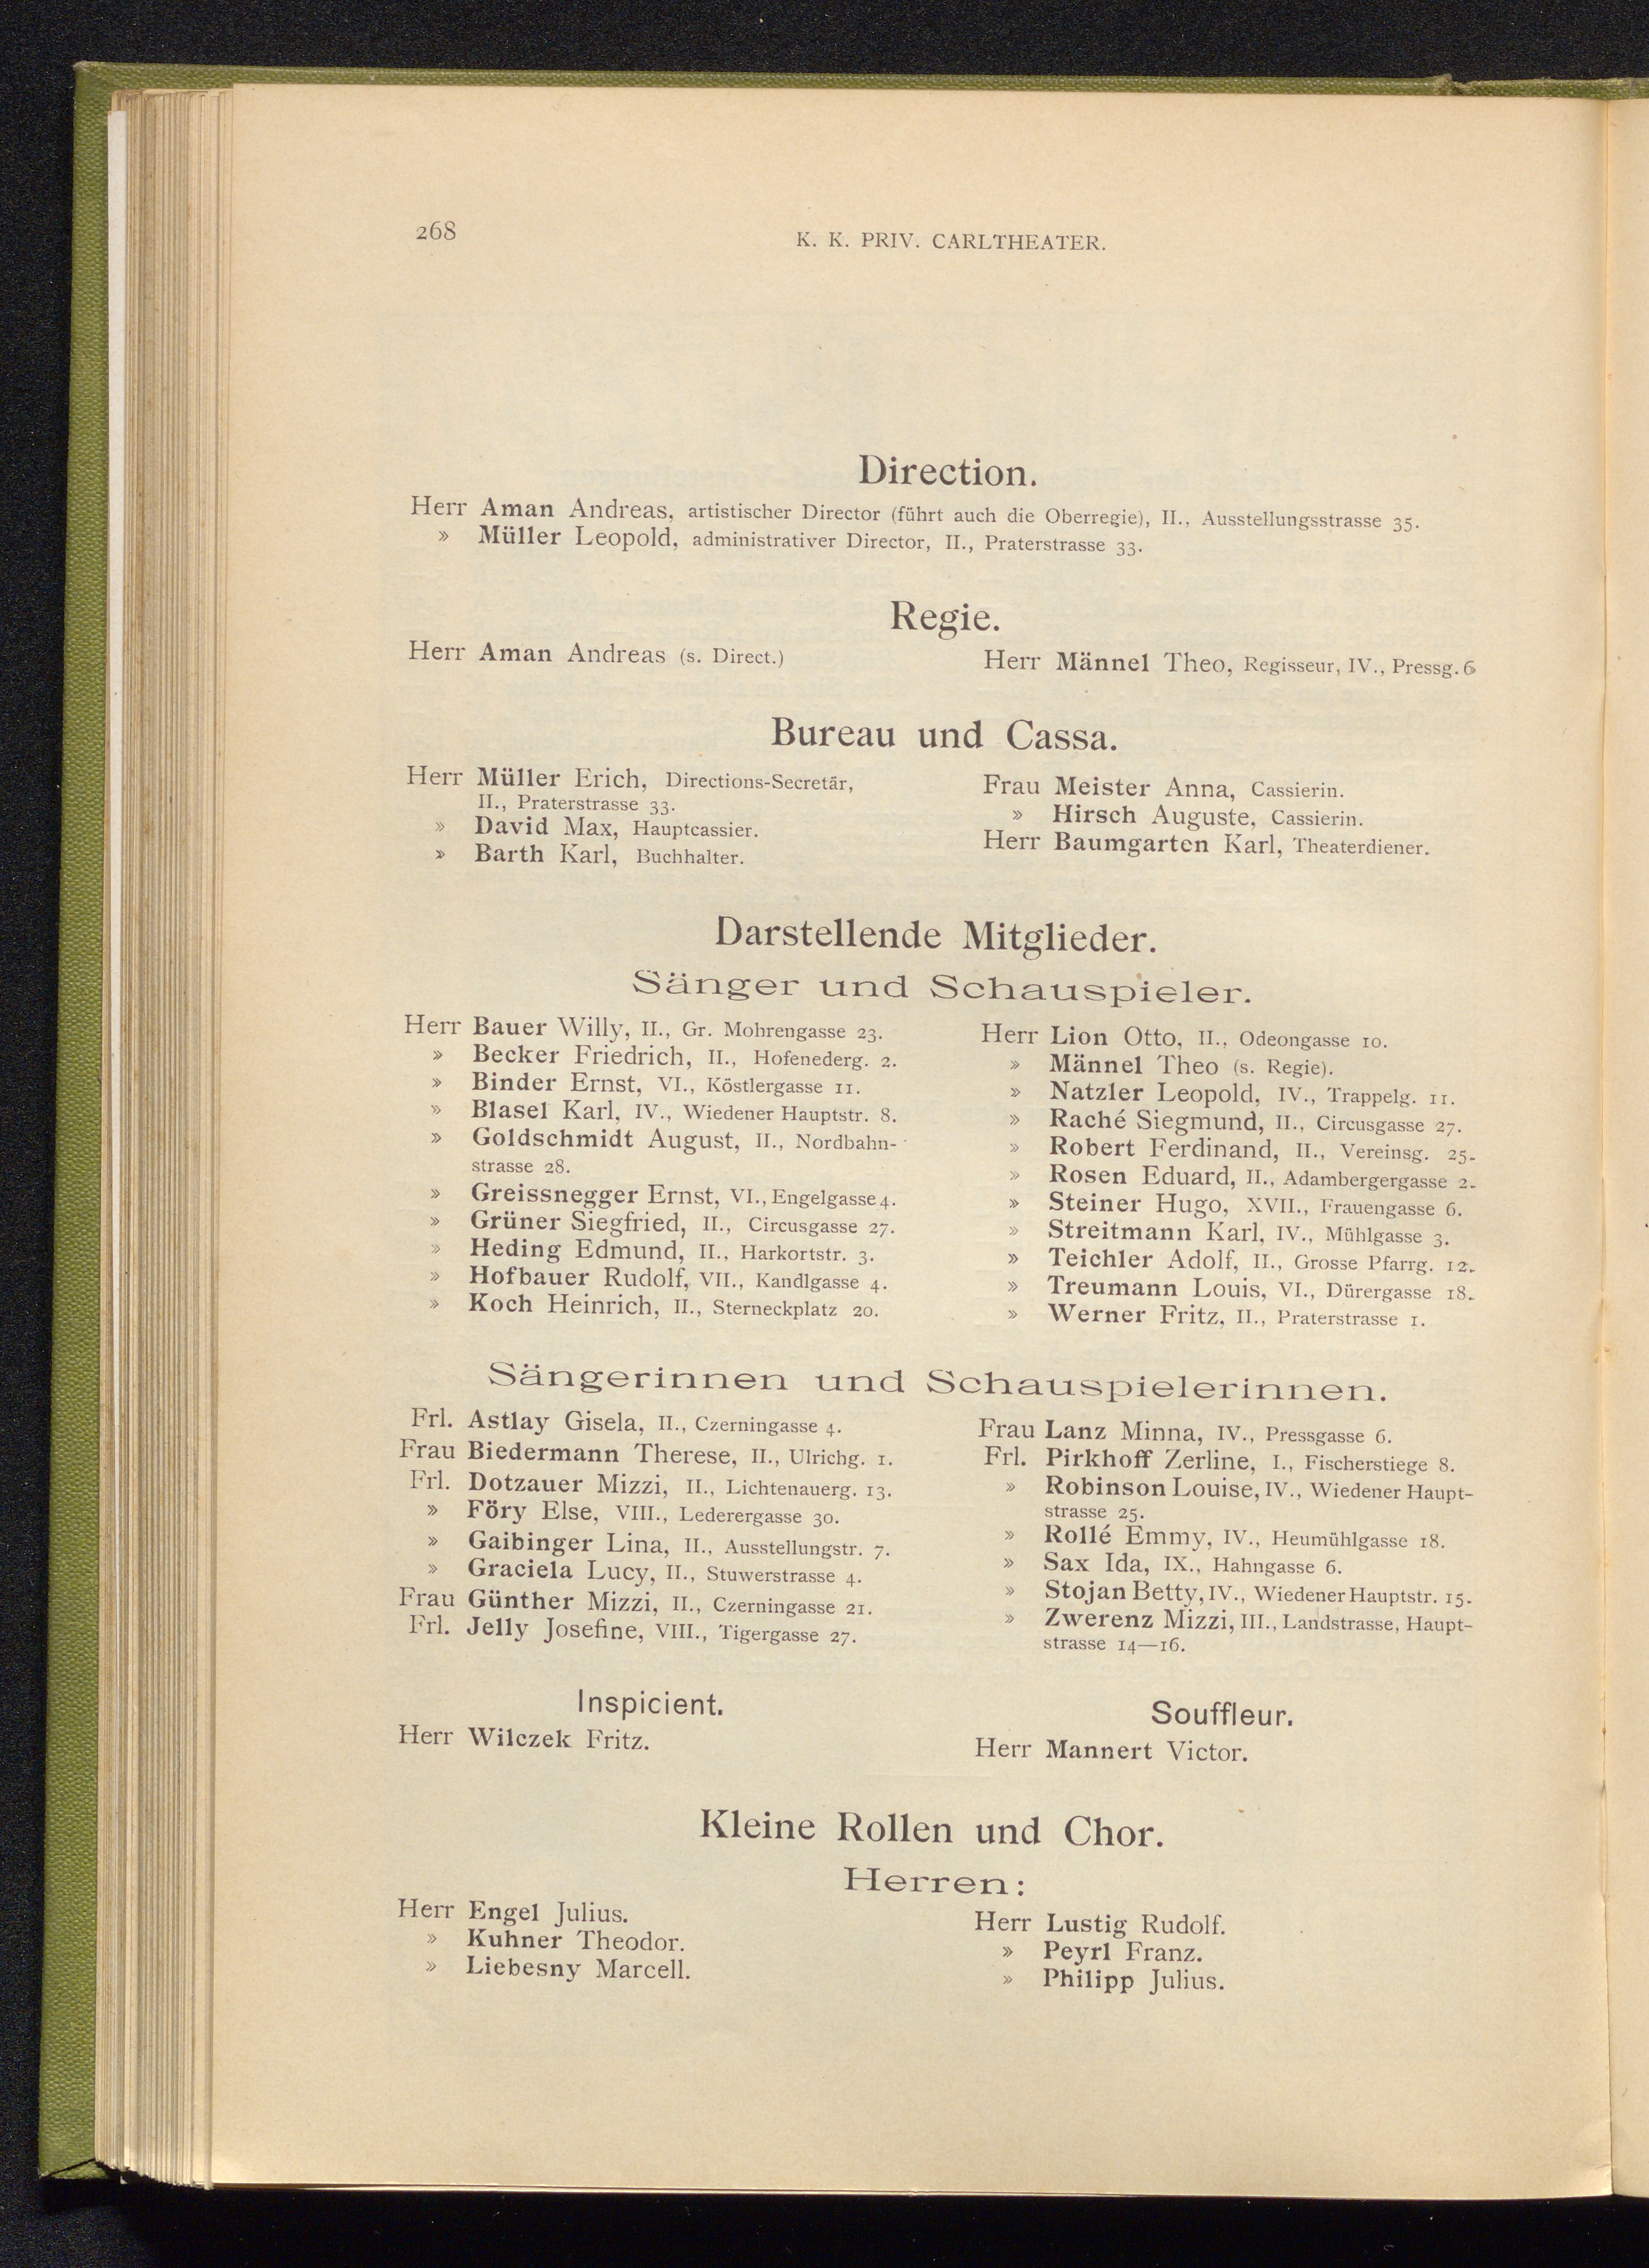 268
K. K. PRIV. CARLTHEATER.
Direction.
Herr Aman Andreas, artistischer Director (führt auch die Oberregie), II., Ausstellungsstrasse 35.
» Müller Leopold, administrativer Director, II., Praterstrasse 33.
Regie.
Herr Aman Andreas (s. Direct.)
Herr Männel Theo, Regisseur, IV., Pressg. 6
Bureau und Cassa.
Herr Müller Erich, Directions-Secretär,
II., Praterstrasse 33.
» David Max, Hauptcassier.
» Barth Karl, Buchhalter.
Frau Meister Anna, Cassierin.
» Hirsch Auguste, Cassierin.
Herr Baumgarten Karl, Theaterdiener.
Darstellende Mitglieder.
Sänger und Schauspieler.
Herr Bauer Willy, II., Gr. Mohrengasse 23.
» Becker Friedrich, II., Hofenederg. 2.
» Binder Ernst, VI., Köstlergasse 11.
» Blasel Karl, IV., Wiedener Hauptstr. 8.
» Goldschmidt August, II., Nordbahn-
strasse 28.
» Greissnegger Ernst, VI., Engelgasse 4.
» Grüner Siegfried, II., Circusgasse 27.
» Heding Edmund, II., Harkortstr. 3.
» Hofbauer Rudolf, VII., Kandlgasse 4.
» Koch Heinrich, II., Sterneckplatz 20.
Herr Lion Otto, II., Odeongasse 10.
» Männel Theo (s. Regie).
» Natzler Leopold, IV., Trappelg. 11.
» Raché Siegmund, II., Circusgasse 27.
» Robert Ferdinand, II., Vereinsg. 25.
» Rosen Eduard, II., Adambergergasse 2.
» Steiner Hugo, XVII., Frauengasse 6.
» Streitmann Karl, IV., Mühlgasse 3.
» Teichler Adolf, II., Grosse Pfarrg. 12.
» Treumann Louis, VI., Dürergasse 18.
» Werner Fritz, II., Praterstrasse 1.
Sängerinnen und Schauspielerinnen.
Frl. Astlay Gisela, II., Czerningasse 4.
Frau Biedermann Therese, II., Ulrichg. 1.
Frl. Dotzauer Mizzi, II., Lichtenauerg. 13.
» Föry Else, VIII., Lederergasse 30.
» Gaibinger Lina, II., Ausstellungstr. 7.
» Graciela Lucy, II., Stuwerstrasse 4.
Frau Günther Mizzi, II., Czerningasse 21.
Frl. Jelly Josefine, VIII., Tigergasse 27.
Frau Lanz Minna, IV., Pressgasse 6.
Frl. Pirkhoff Zerline, I., Fischerstiege 8.
» Robinson Louise, IV., Wiedener Haupt-
strasse 25.
» Rollé Emmy, IV., Heumühlgasse 18.
» Sax Ida, IX., Hahngasse 6.
» Stojan Betty, IV., Wiedener Hauptstr. 15.
» Zwerenz Mizzi, III., Landstrasse, Haupt-
strasse 14—16.
Inspicient.
Herr Wilczek Fritz.
Souffleur.
Herr Mannert Victor.
Kleine Rollen und Chor.
Herren:
Herr Engel Julius.
» Kuhner Theodor.
» Liebesny Marcell.
Herr Lustig Rudolf.
» Peyrl Franz.
» Philipp Julius.